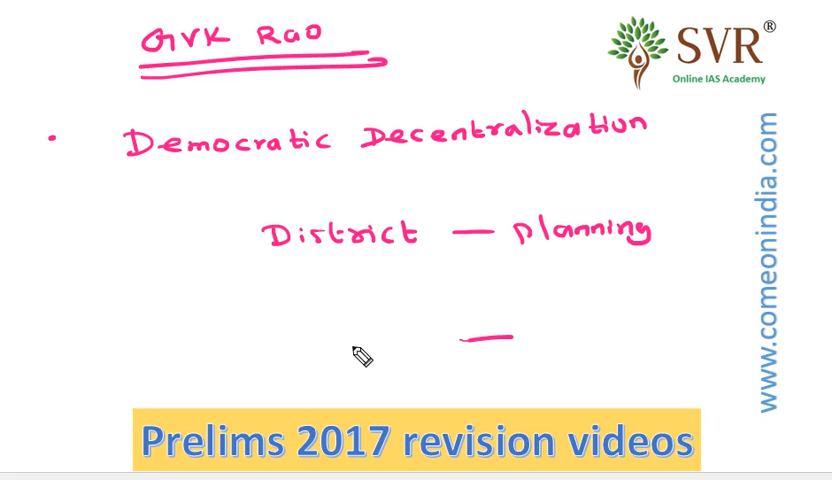 GVK Rao
SVR®
Online IAS Academy
• Democratic Decentralization
District — planning
—
www.comeonindia.com
Prelims 2017 revision videos